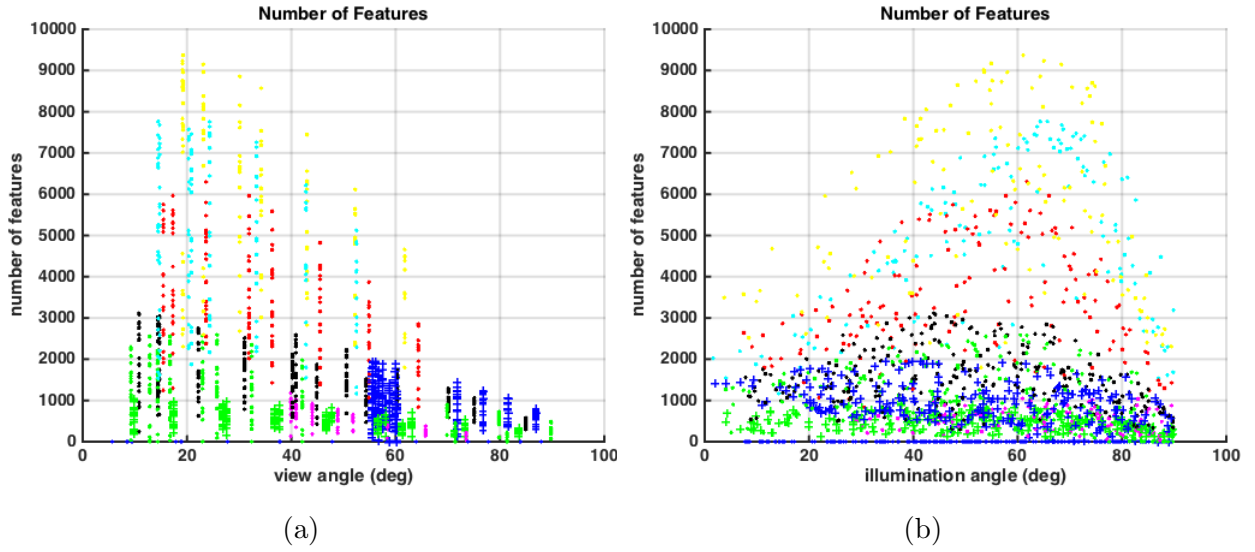 Number of Features
10000
9000
8000
7000
6000
5000
4000
3000
2000
1000
0
number of features
0 20 40 60 80 100
view angle (deg)
(a)
Number of Features
10000
9000
8000
7000
6000
5000
4000
3000
2000
1000
0
number of features
0 20 40 60 80 100
illumination angle (deg)
(b)